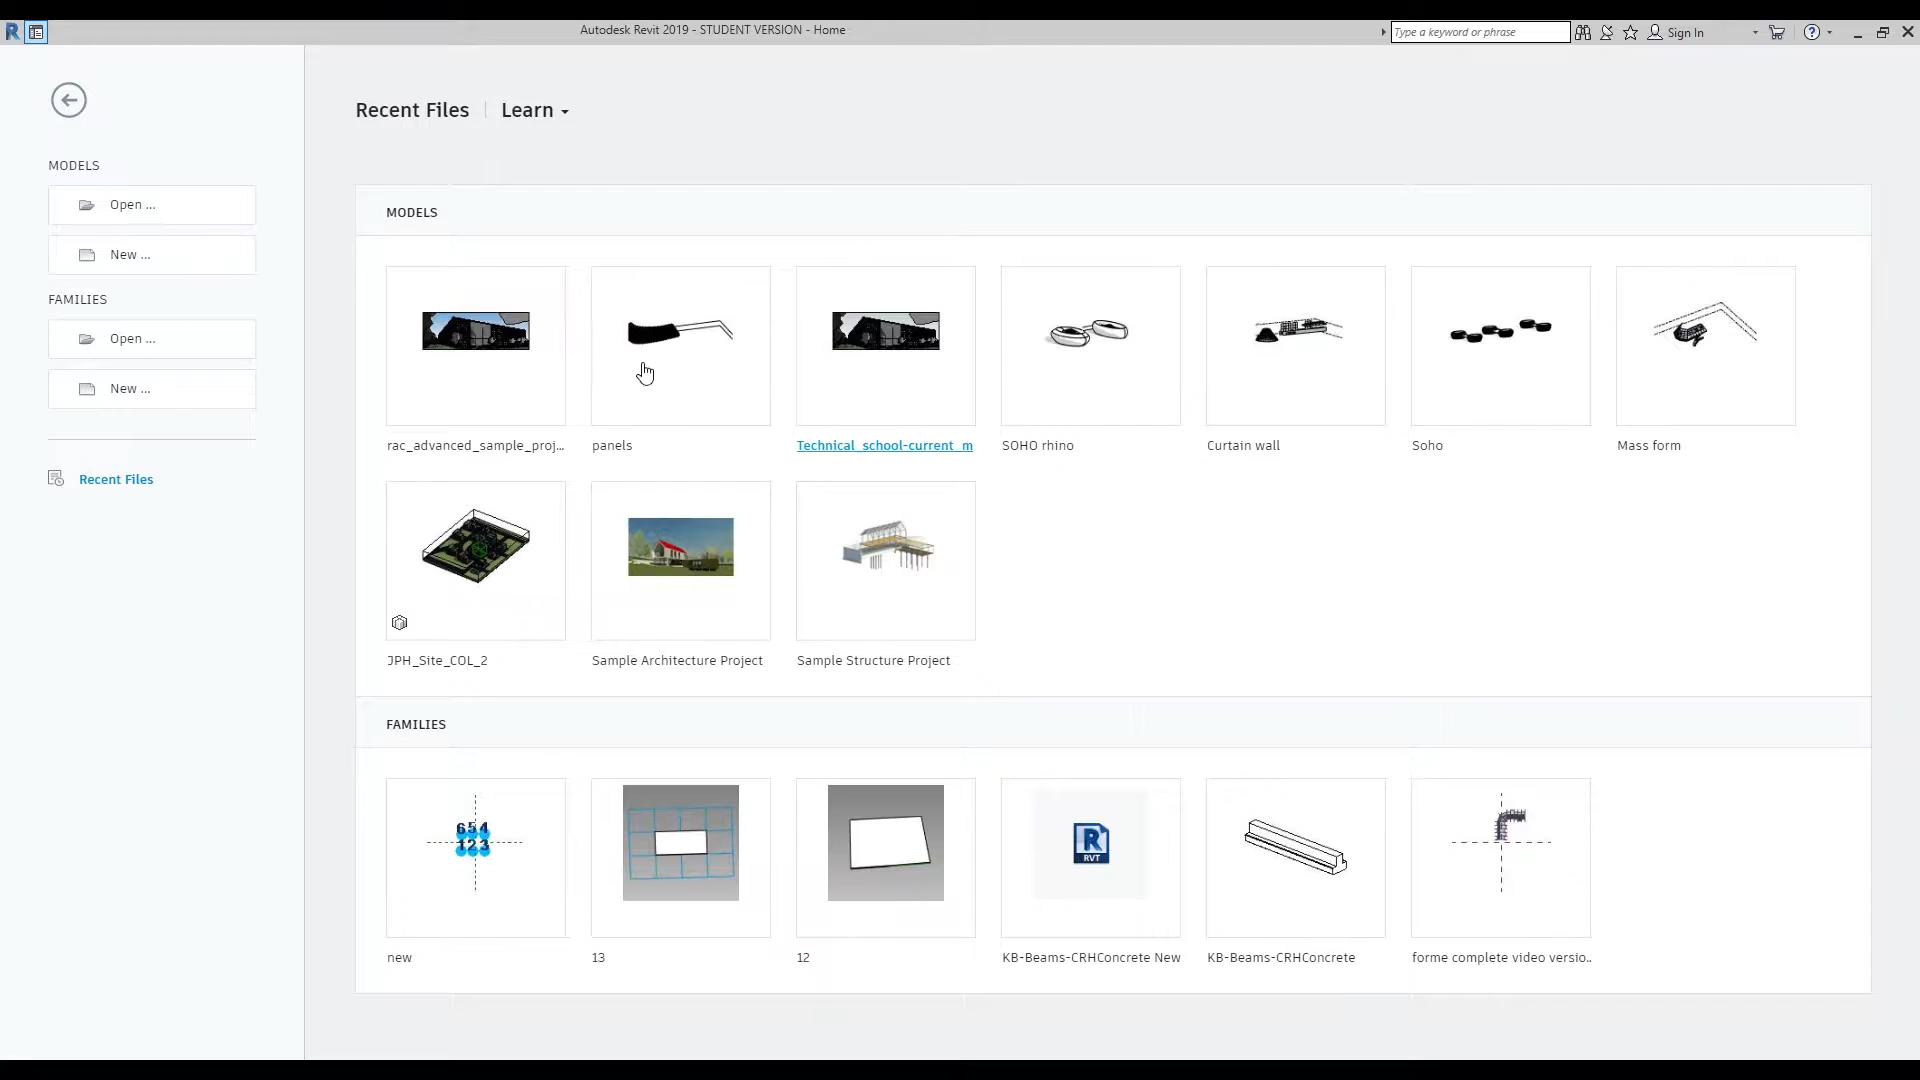 Autodesk Revit 2019 - STUDENT VERSION - Home
Type a keyword or phrase
Sign In
Recent Files
Learn
MODELS
Open ...
New ...
FAMILIES
Open ...
New ...
Recent Files
MODELS
rac_advanced_sample_proj...
panels
Technical_school-current_m
SOHO rhino
Curtain wall
Soho
Mass form
JPH_Site_COL_2
Sample Architecture Project
Sample Structure Project
FAMILIES
654
123
R
RVT
new
13
12
KB-Beams-CRHConcrete New
KB-Beams-CRHConcrete
forme complete video versio..